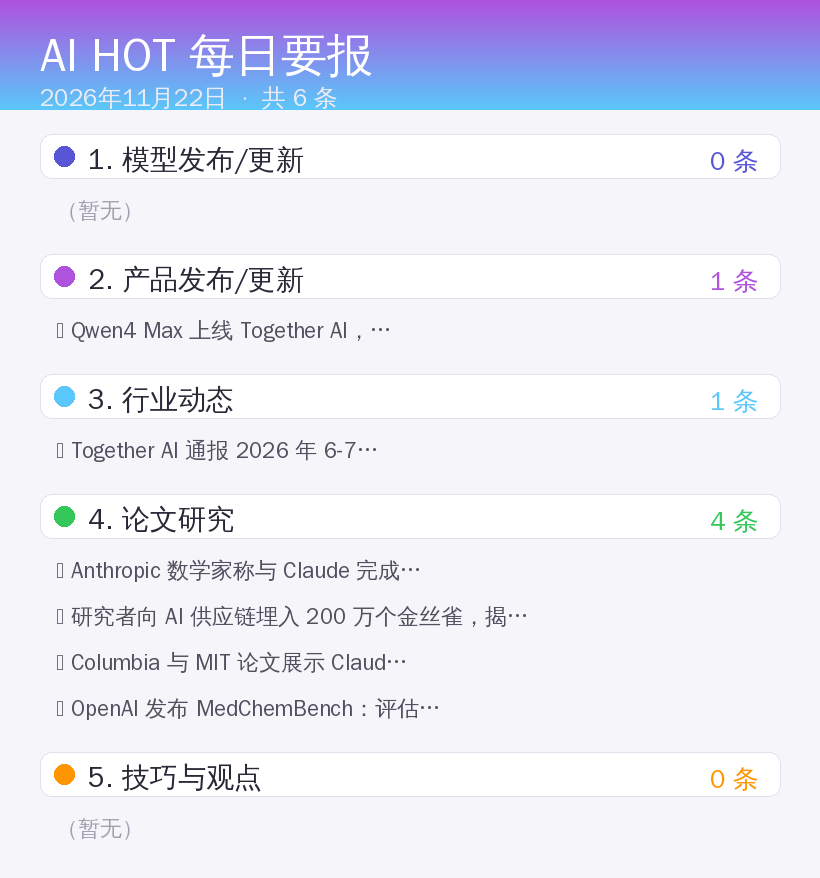 AI HOT 每日要报
2026年11月22日 · 共 6 条
1. 模型发布/更新 0 条
（暂无）
2. 产品发布/更新 1 条
Qwen4 Max 上线 Together AI，…
3. 行业动态 1 条
Together AI 通报 2026 年 6-7…
4. 论文研究 4 条
Anthropic 数学家称与 Claude 完成…
研究者向 AI 供应链埋入 200 万个金丝雀，揭…
Columbia 与 MIT 论文展示 Claud…
OpenAI 发布 MedChemBench：评估…
5. 技巧与观点 0 条
（暂无）